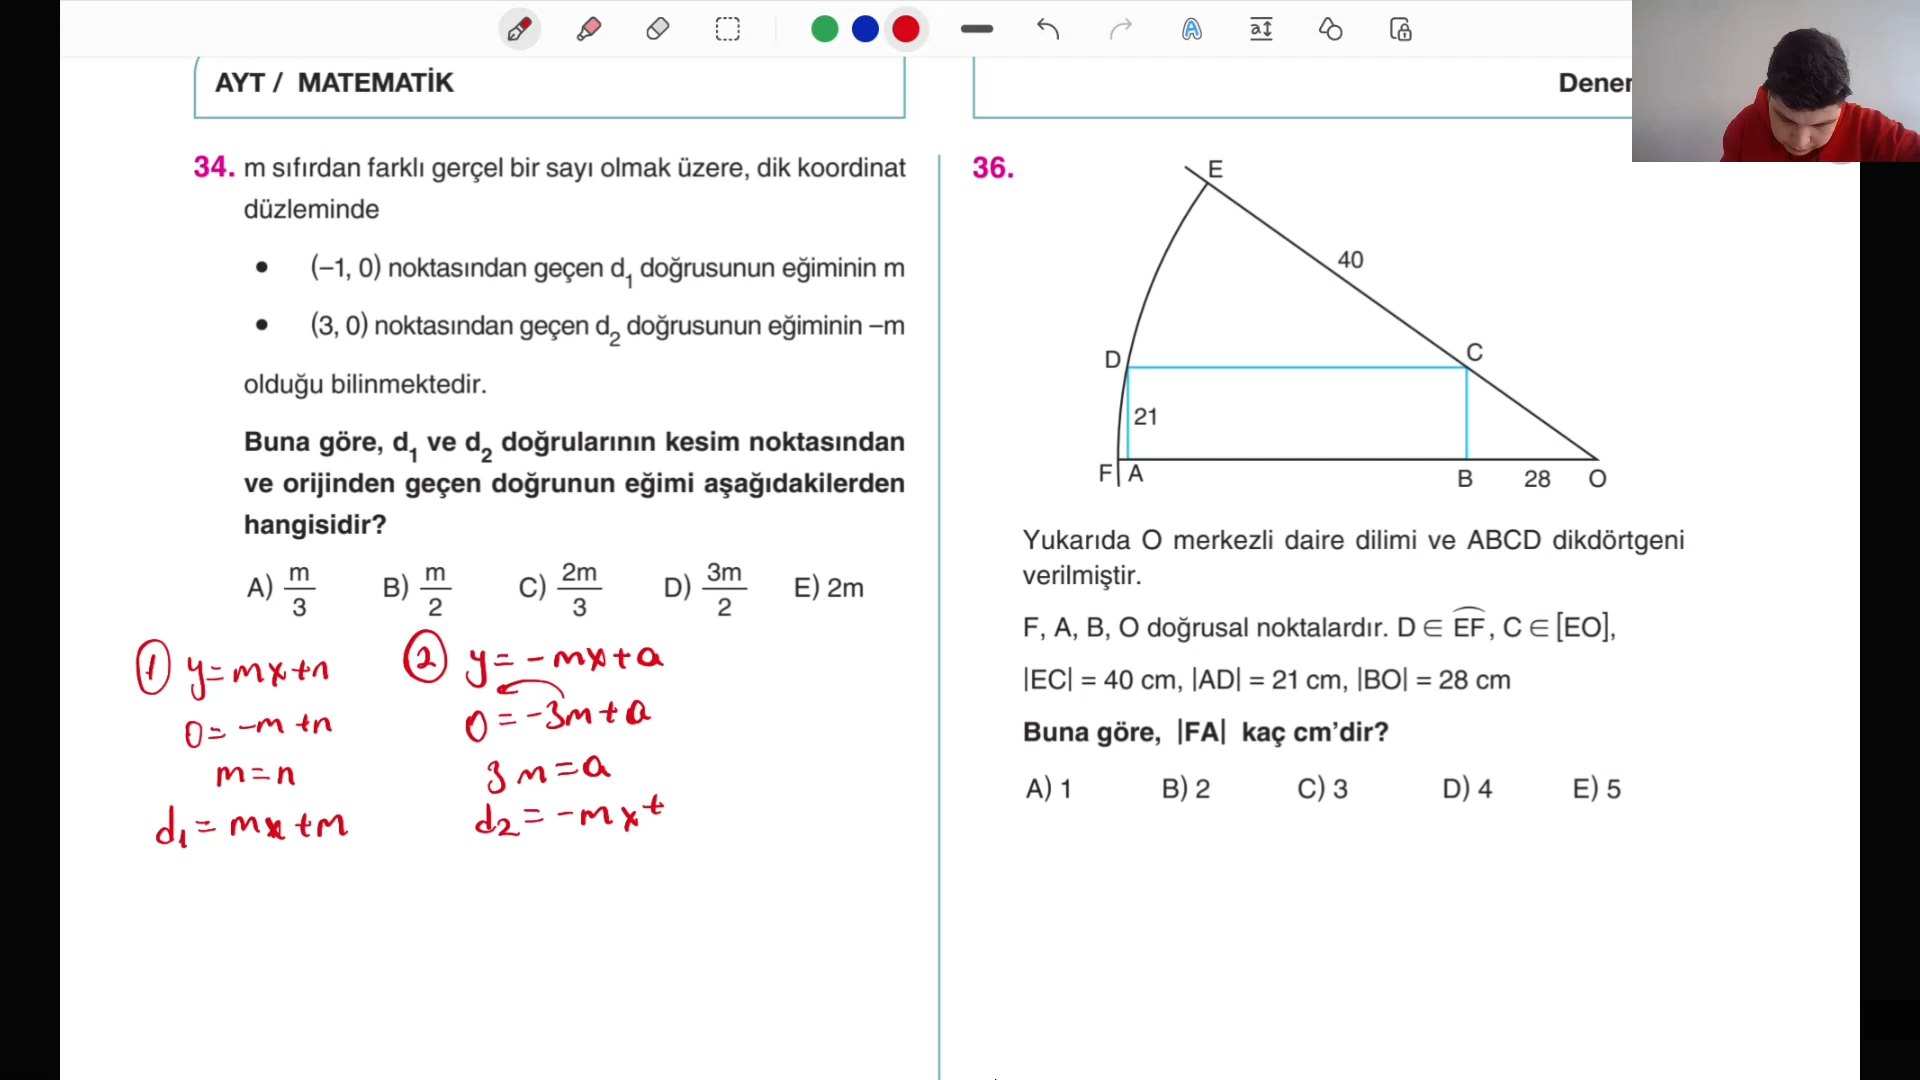 AYT / MATEMATİK
34. m sıfırdan farklı gerçel bir sayı olmak üzere, dik koordinat
düzleminde
• (–1, 0) noktasından geçen d₁ doğrusunun eğiminin m
• (3, 0) noktasından geçen d₂ doğrusunun eğiminin –m
olduğu bilinmektedir.
Buna göre, d₁ ve d₂ doğrularının kesim noktasından
ve orijinden geçen doğrunun eğimi aşağıdakilerden
hangisidir?
A) m/3 B) m/2 C) 2m/3 D) 3m/2 E) 2m
1 y=mx+n
0=-m+n
m=n
d₁=mx+m
2 y=-mx+a
0=-3m+a
3m=a
d₂=-mx+
36.
E
40
D
C
21
F A B 28 O
Yukarıda O merkezli daire dilimi ve ABCD dikdörtgeni
verilmiştir.
F, A, B, O doğrusal noktalardır. D ∈ EF, C ∈ [EO],
|EC| = 40 cm, |AD| = 21 cm, |BO| = 28 cm
Buna göre, |FA| kaç cm’dir?
A) 1 B) 2 C) 3 D) 4 E) 5